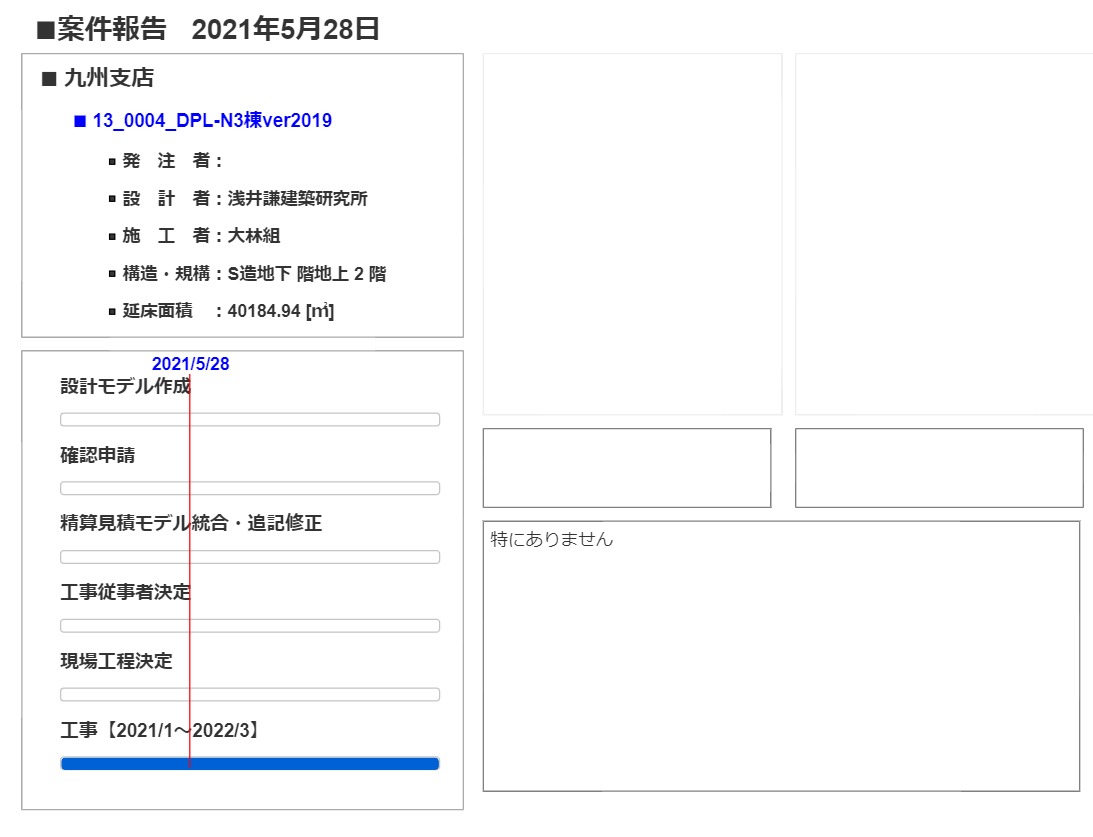 ■案件報告　2021年5月28日
■ 九州支店
■ 13_0004_DPL-N3棟ver2019
▪ 発　注　者：
▪ 設　計　者：浅井謙建築研究所
▪ 施　工　者：大林組
▪ 構造・規構：S造地下 階地上 2 階
▪ 延床面積　：40184.94 [㎡]
2021/5/28
設計モデル作成
確認申請
精算見積モデル統合・追記修正
工事従事者決定
現場工程決定
工事【2021/1～2022/3】
特にありません